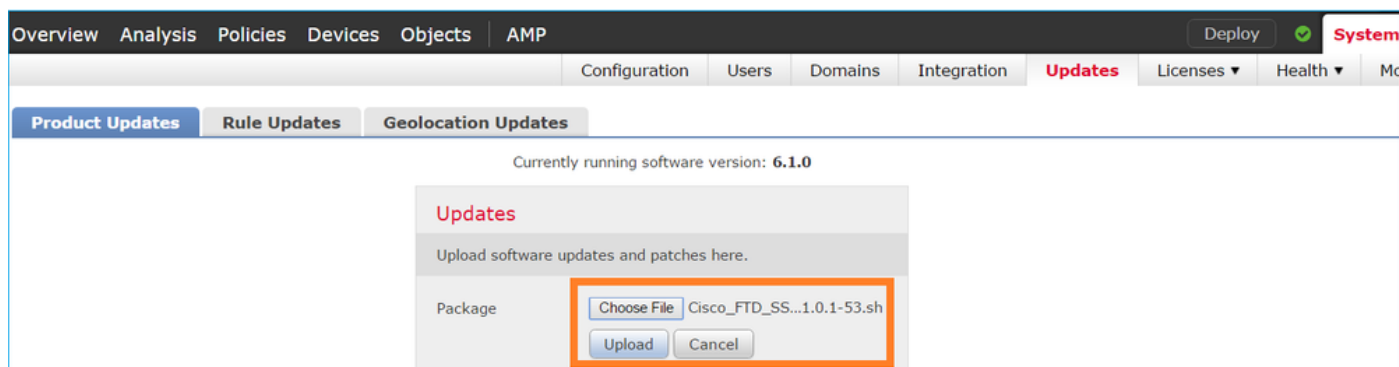 Overview Analysis Policies Devices Objects AMP Deploy System
Configuration Users Domains Integration Updates Licenses ▾ Health ▾ Mo
Product Updates Rule Updates Geolocation Updates
Currently running software version: 6.1.0
Updates
Upload software updates and patches here.
Package Choose File Cisco_FTD_SS...1.0.1-53.sh
Upload Cancel